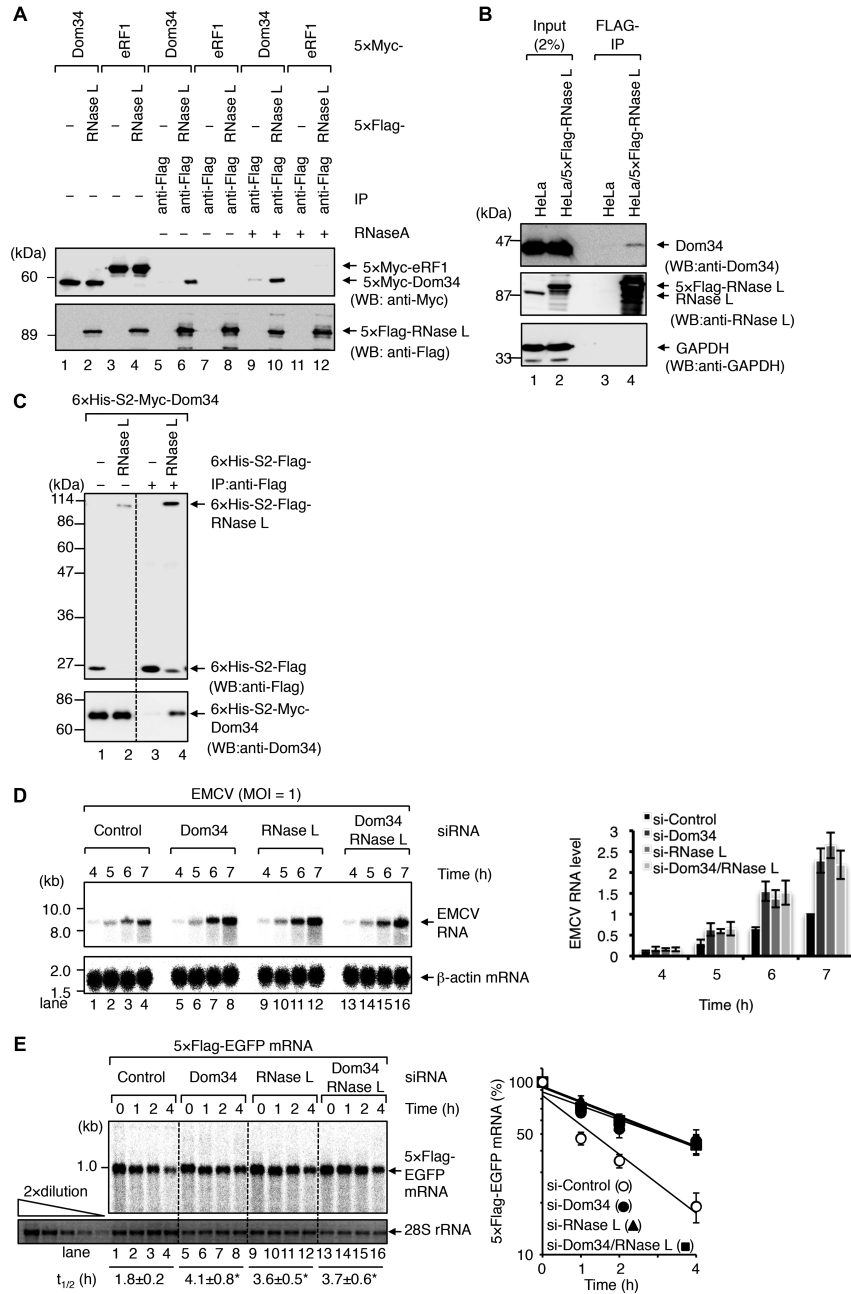 A
Dom34 eRF1 Dom34 eRF1 Dom34 eRF1 5×Myc-
– RNase L – RNase L – RNase L – RNase L – RNase L – RNase L 5×Flag-
– – – – anti-Flag anti-Flag anti-Flag anti-Flag anti-Flag anti-Flag anti-Flag anti-Flag IP
– – – – + + + + RNaseA
(kDa)
60
5×Myc-eRF1
5×Myc-Dom34
(WB: anti-Myc)
89
5×Flag-RNase L
(WB: anti-Flag)
1 2 3 4 5 6 7 8 9 10 11 12
B
Input (2%) FLAG-IP
HeLa HeLa/5×Flag-RNase L HeLa HeLa/5×Flag-RNase L
(kDa)
47
Dom34
(WB:anti-Dom34)
87
5×Flag-RNase L
RNase L
(WB:anti-RNase L)
33
GAPDH
(WB:anti-GAPDH)
1 2 3 4
C
6×His-S2-Myc-Dom34
– RNase L – RNase L 6×His-S2-Flag-
– – + + IP:anti-Flag
(kDa)
114
86
60
47
36
27
6×His-S2-Flag-
RNase L
6×His-S2-Flag
(WB:anti-Flag)
86
60
6×His-S2-Myc-
Dom34
(WB:anti-Dom34)
1 2 3 4
D
EMCV (MOI = 1)
Control Dom34 RNase L Dom34 RNase L siRNA
4 5 6 7 4 5 6 7 4 5 6 7 4 5 6 7 Time (h)
(kb)
10.0
8.0
EMCV
RNA
2.0
1.5
β-actin mRNA
lane 1 2 3 4 5 6 7 8 9 10 11 12 13 14 15 16
si-Control
si-Dom34
si-RNase L
si-Dom34/RNase L
EMCV RNA level
3
2.5
2
1.5
1
0.5
0
4 5 6 7
Time (h)
E
5×Flag-EGFP mRNA
Control Dom34 RNase L Dom34 RNase L siRNA
0 1 2 4 0 1 2 4 0 1 2 4 0 1 2 4 Time (h)
(kb)
1.0
5×Flag-
EGFP
mRNA
2×dilution
28S rRNA
lane 1 2 3 4 5 6 7 8 9 10 11 12 13 14 15 16
t1/2 (h) 1.8±0.2 4.1±0.8* 3.6±0.5* 3.7±0.6*
5×Flag-EGFP mRNA (%)
100
50
10
si-Control (○)
si-Dom34 (●)
si-RNase L (▲)
si-Dom34/RNase L (■)
0 1 2 4
Time (h)